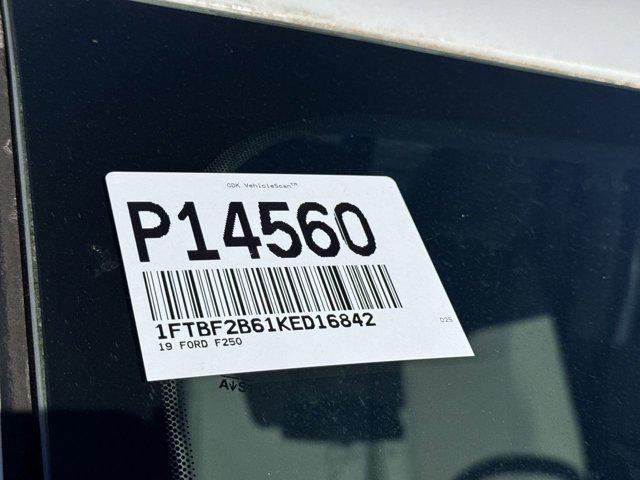 CDK VehicleScan™
P14560
1FTBF2B61KED16842
19 FORD F250
D2S
A↓S